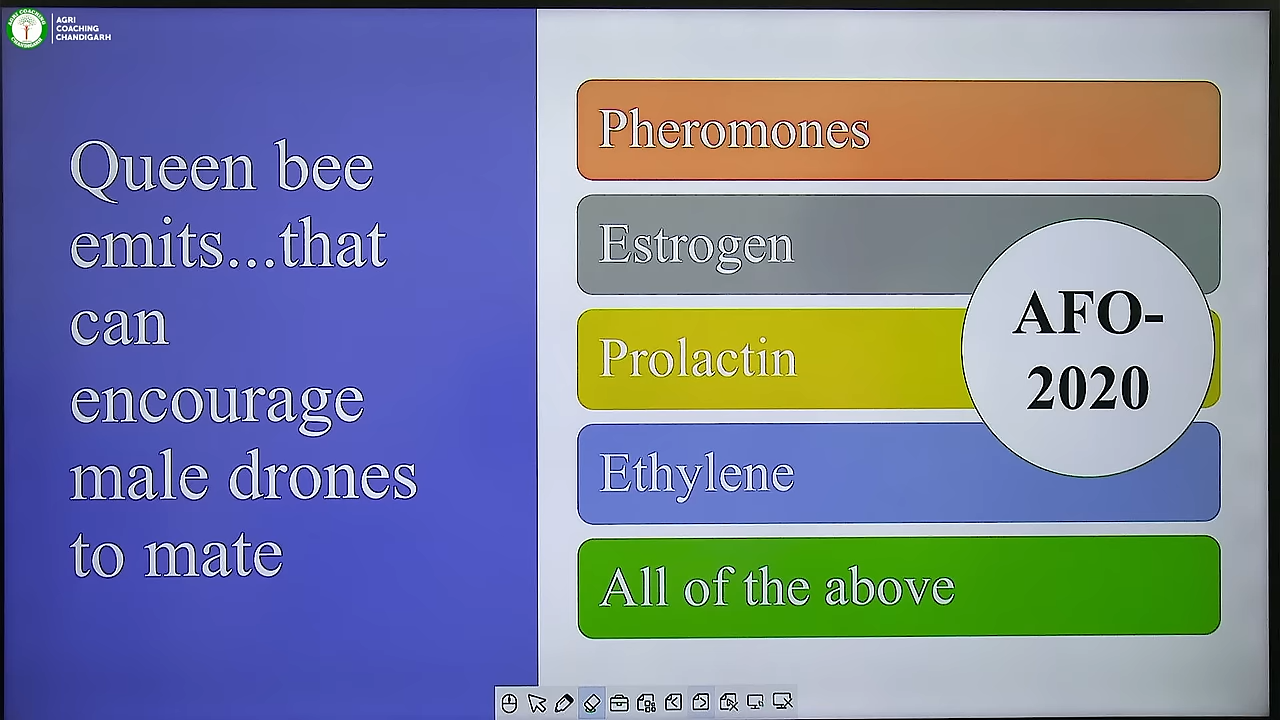 AGRI
COACHING
CHANDIGARH
Queen bee
emits...that
can
encourage
male drones
to mate
Pheromones
Estrogen
Prolactin
Ethylene
All of the above
AFO-
2020